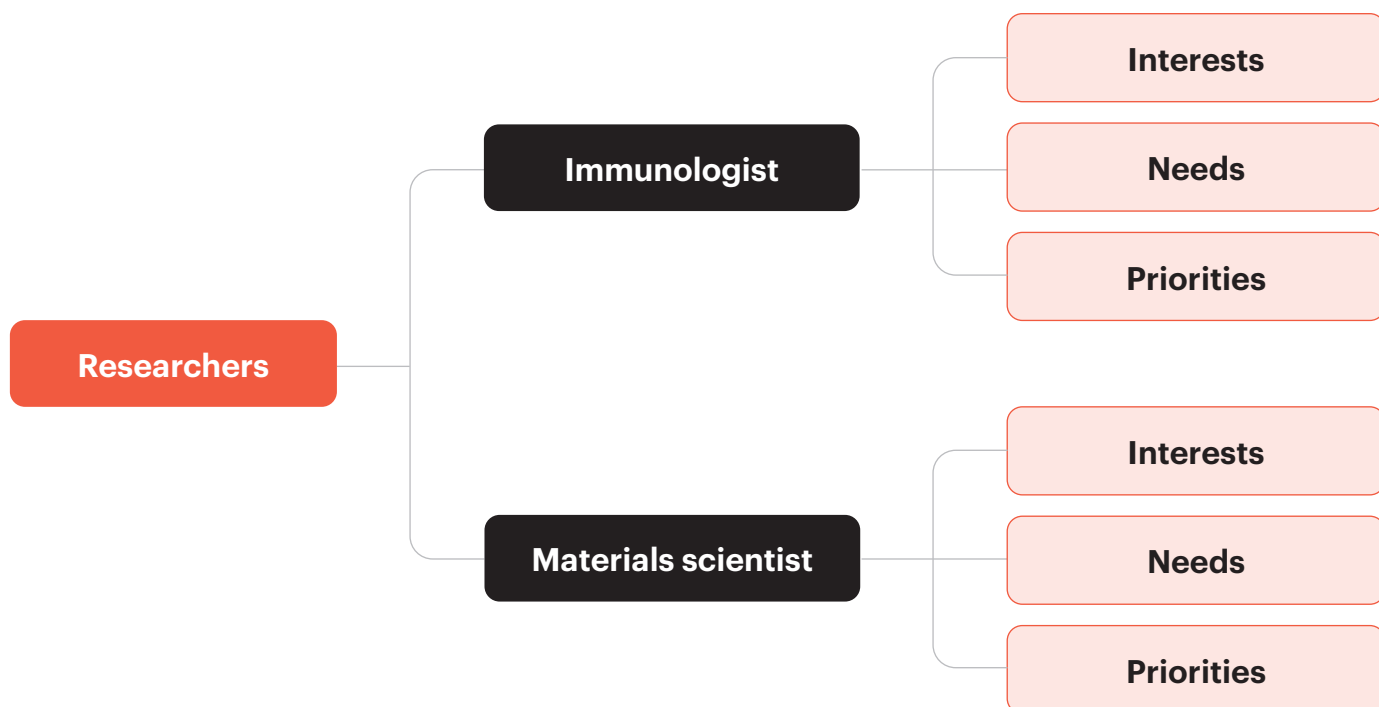 Researchers
Immunologist
Interests
Needs
Priorities
Materials scientist
Interests
Needs
Priorities